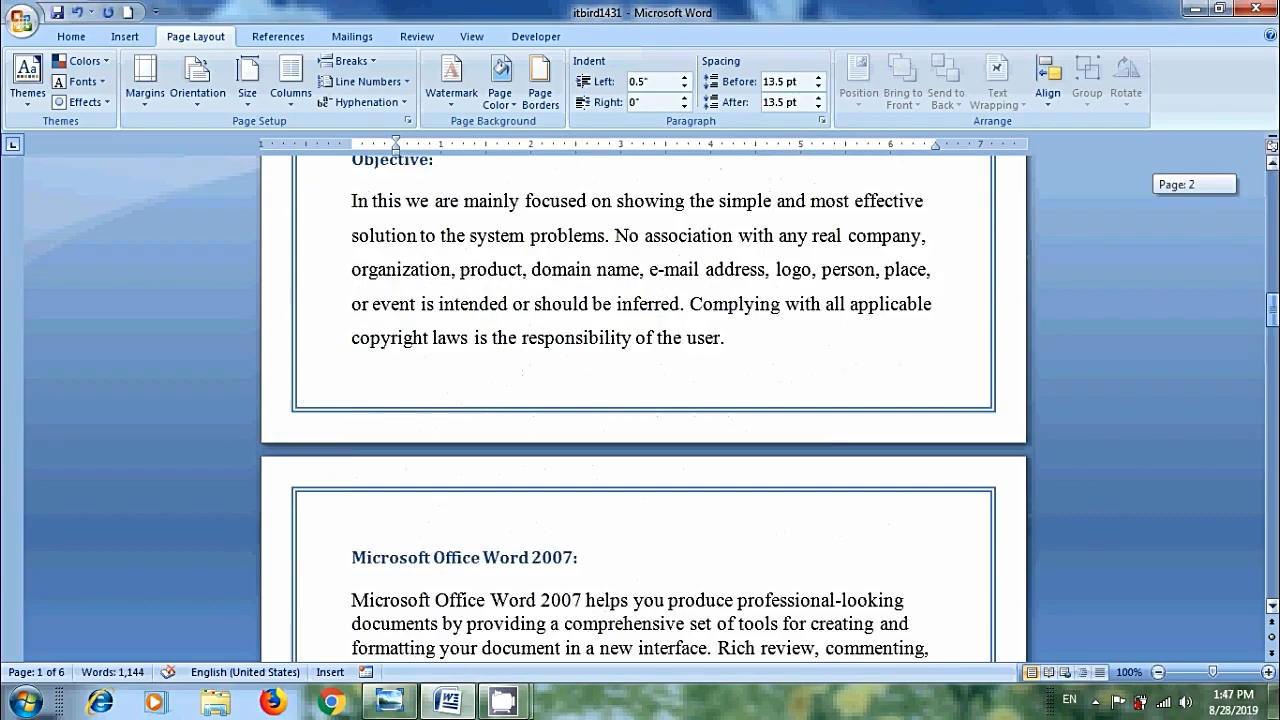 itbird1431 - Microsoft Word
Home Insert Page Layout References Mailings Review View Developer
Themes
Colors
Fonts
Effects
Themes
Margins Orientation Size Columns
Breaks
Line Numbers
Hyphenation
Page Setup
Watermark Page Color Page Borders
Page Background
Indent
Left: 0.5"
Right: 0"
Spacing
Before: 13.5 pt
After: 13.5 pt
Paragraph
Position Bring to Front Send to Back Text Wrapping Align Group Rotate
Arrange
1 1 2 3 4 5 6 7
Page: 2
Objective:
In this we are mainly focused on showing the simple and most effective
solution to the system problems. No association with any real company,
organization, product, domain name, e-mail address, logo, person, place,
or event is intended or should be inferred. Complying with all applicable
copyright laws is the responsibility of the user.
Microsoft Office Word 2007:
Microsoft Office Word 2007 helps you produce professional-looking
documents by providing a comprehensive set of tools for creating and
formatting your document in a new interface. Rich review, commenting,
Page: 1 of 6 Words: 1,144 English (United States) Insert 100%
EN 1:47 PM
8/28/2019